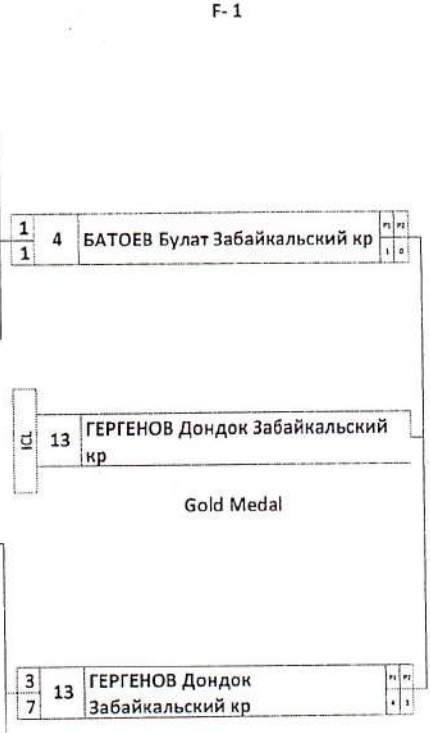 F- 1
1 4 БАТОЕВ Булат Забайкальский кр P1 P2
1 1 0
ICL 13 ГЕРГЕНОВ Дондок Забайкальский
кр
Gold Medal
3 13 ГЕРГЕНОВ Дондок P1 P2
7 Забайкальский кр 4 3